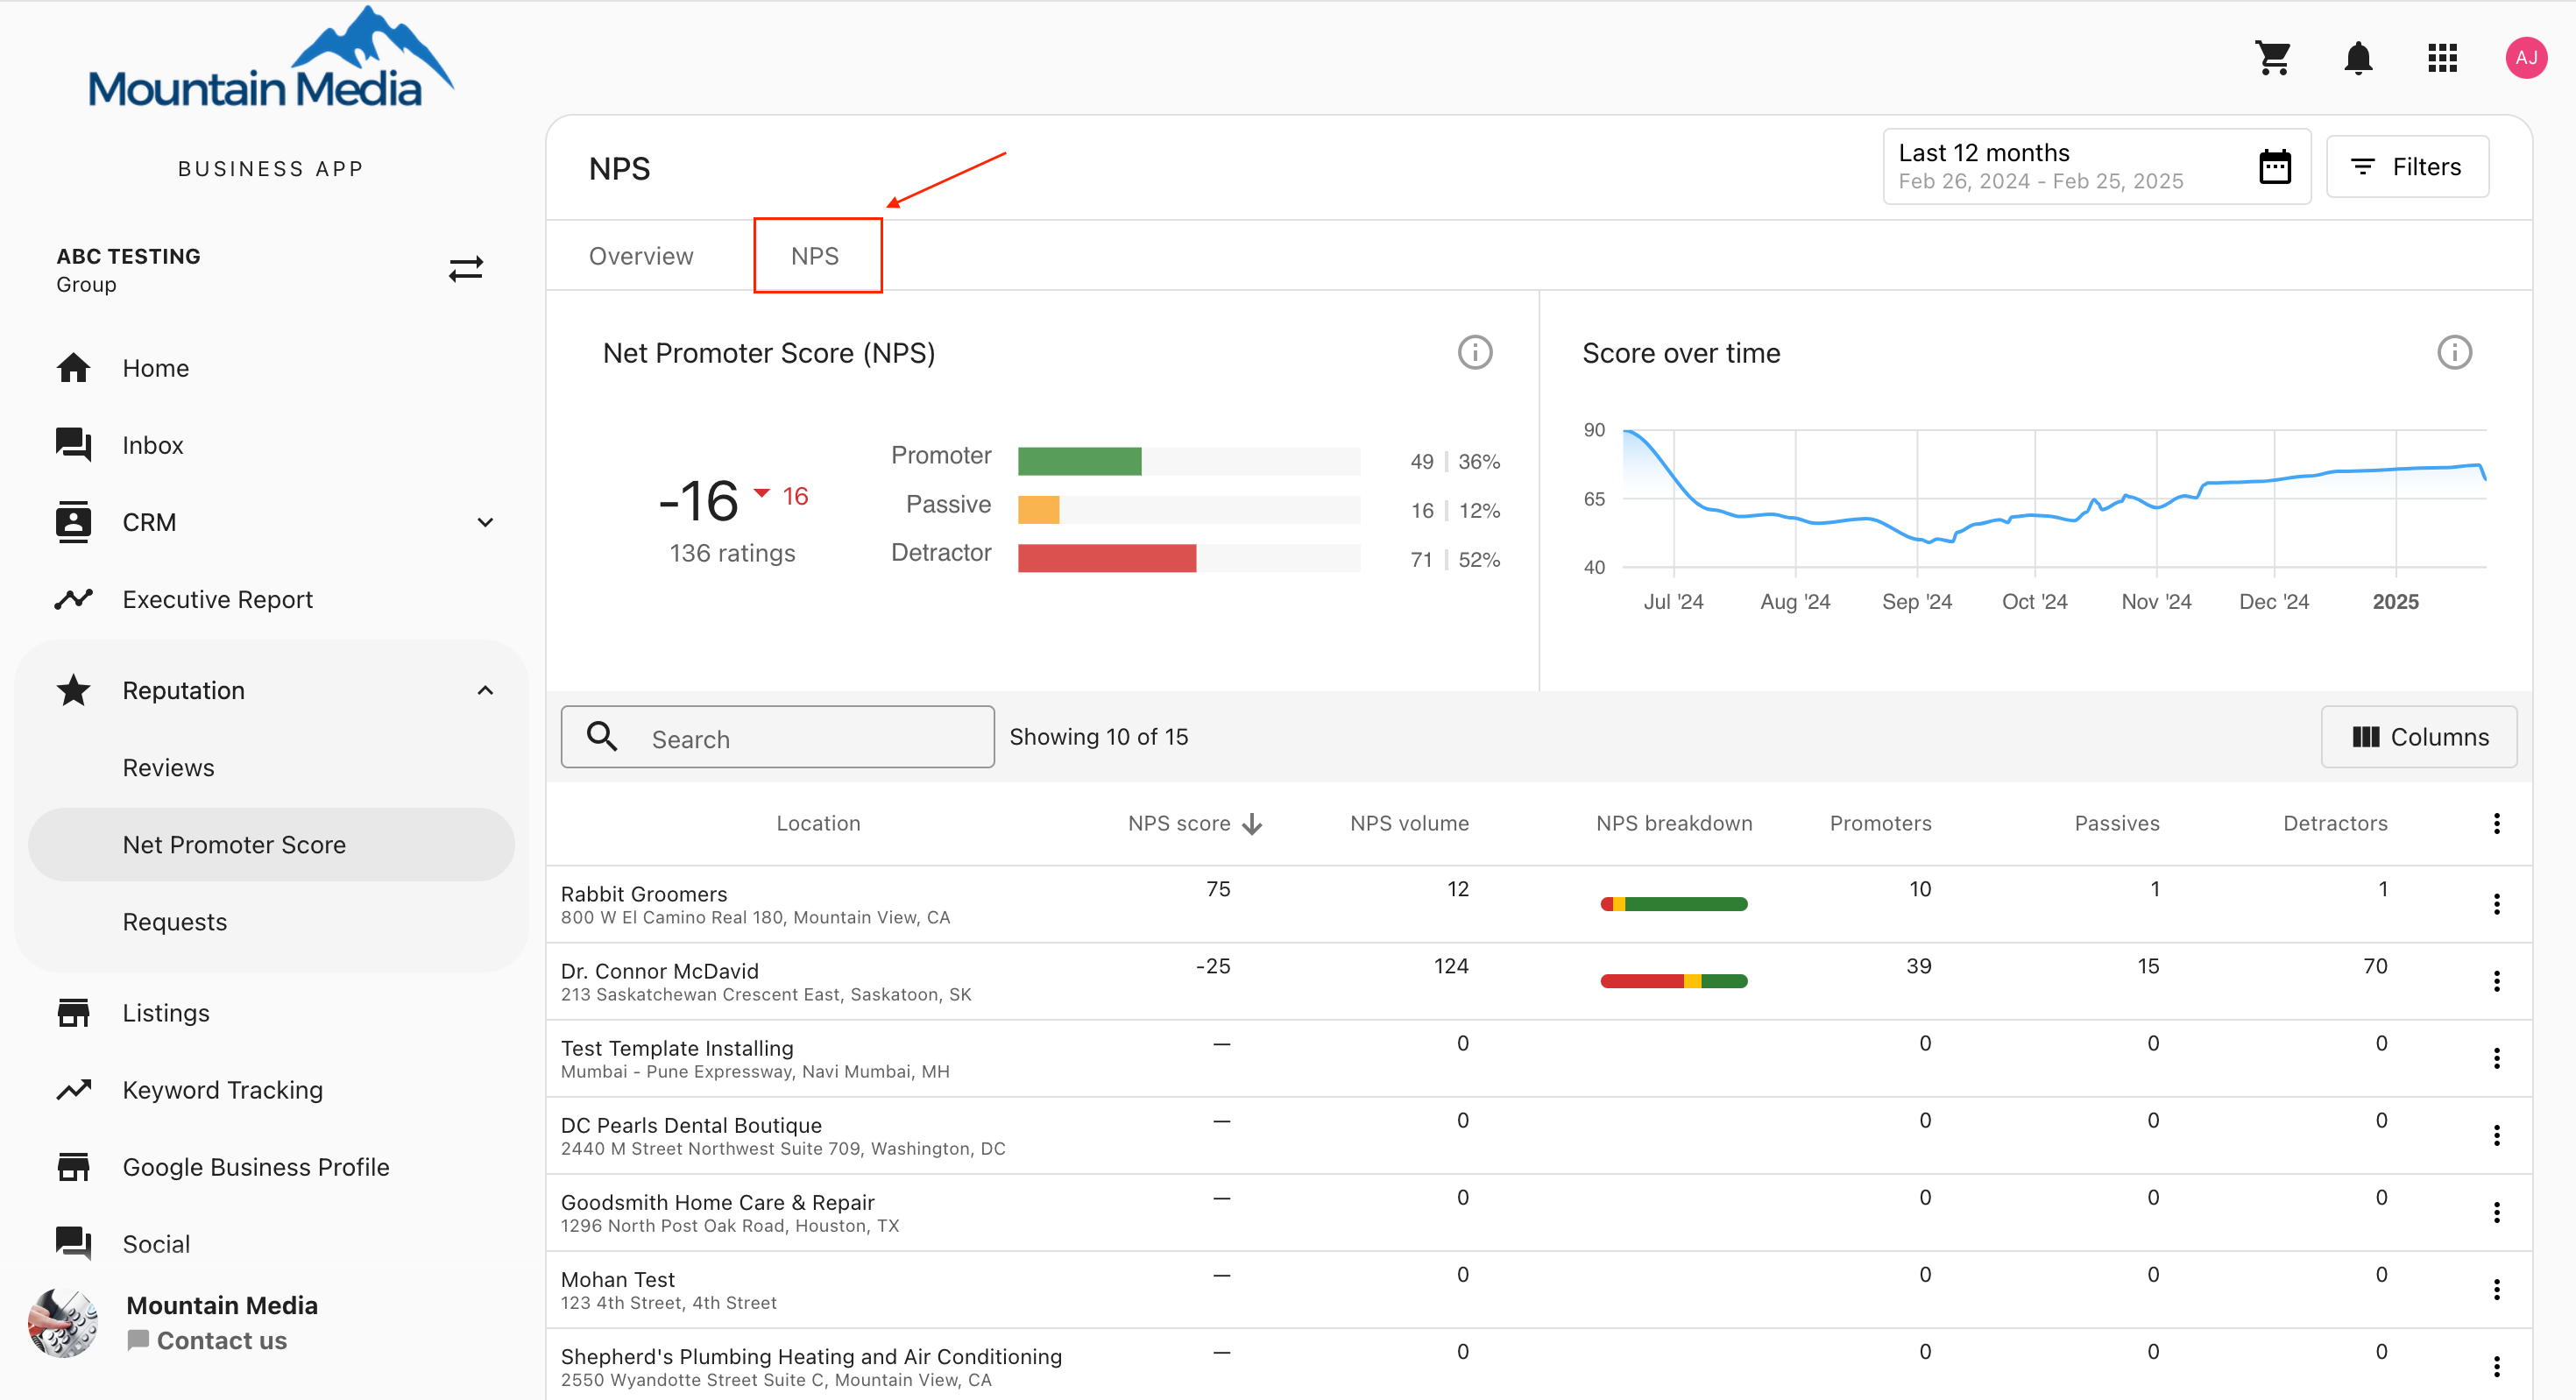 Mountain Media
BUSINESS APP
AJ
ABC TESTING
Group
Home
Inbox
CRM
Executive Report
Reputation
Reviews
Net Promoter Score
Requests
Listings
Keyword Tracking
Google Business Profile
Social
Mountain Media
Contact us
NPS
Last 12 months
Feb 26, 2024 - Feb 25, 2025
Filters
Overview
NPS
Net Promoter Score (NPS)
-16 16
136 ratings
Promoter 49 36%
Passive 16 12%
Detractor 71 52%
Score over time
90
65
40
Jul '24 Aug '24 Sep '24 Oct '24 Nov '24 Dec '24 2025
Search
Showing 10 of 15
Columns
Location NPS score NPS volume NPS breakdown Promoters Passives Detractors
Rabbit Groomers 75 12 10 1 1
800 W El Camino Real 180, Mountain View, CA
Dr. Connor McDavid -25 124 39 15 70
213 Saskatchewan Crescent East, Saskatoon, SK
Test Template Installing — 0 0 0 0
Mumbai - Pune Expressway, Navi Mumbai, MH
DC Pearls Dental Boutique — 0 0 0 0
2440 M Street Northwest Suite 709, Washington, DC
Goodsmith Home Care & Repair — 0 0 0 0
1296 North Post Oak Road, Houston, TX
Mohan Test — 0 0 0 0
123 4th Street, 4th Street
Shepherd's Plumbing Heating and Air Conditioning — 0 0 0 0
2550 Wyandotte Street Suite C, Mountain View, CA